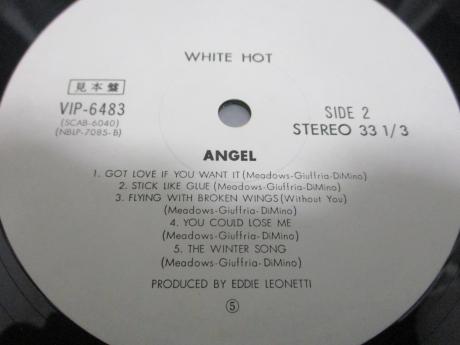 WHITE HOT
見本盤
VIP-6483
(SCAB-6040)
(NBLP-7085-B)
SIDE 2
STEREO 33 1/3
ANGEL
1. GOT LOVE IF YOU WANT IT (Meadows-Giuffria-DiMino)
2. STICK LIKE GLUE (Meadows-Giuffria-DiMino)
3. FLYING WITH BROKEN WINGS (Without You)
(Meadows-Giuffria-DiMino)
4. YOU COULD LOSE ME
(Meadows-Giuffria-DiMino)
5. THE WINTER SONG
(Meadows-Giuffria-DiMino)
PRODUCED BY EDDIE LEONETTI
⑤